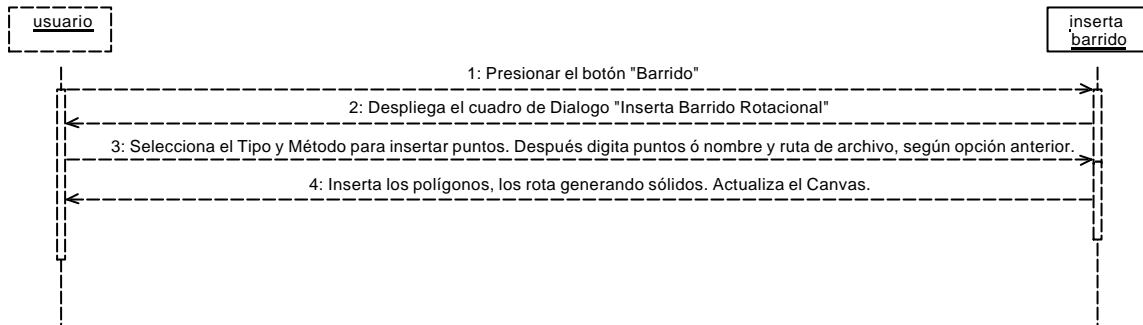 usuario
inserta
barrido
1: Presionar el botón "Barrido"
2: Despliega el cuadro de Dialogo "Inserta Barrido Rotacional"
3: Selecciona el Tipo y Método para insertar puntos. Después digita puntos ó nombre y ruta de archivo, según opción anterior.
4: Inserta los polígonos, los rota generando sólidos. Actualiza el Canvas.